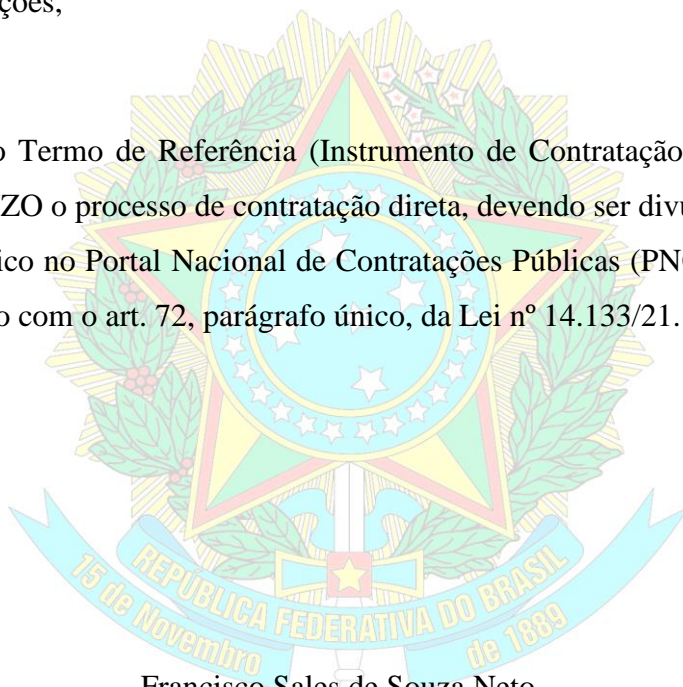 ções,
o Termo de Referência (Instrumento de Contratação
ZO o processo de contratação direta, devendo ser divu
ico no Portal Nacional de Contratações Públicas (PN
o com o art. 72, parágrafo único, da Lei nº 14.133/21.
REPÚBLICA FEDERATIVA DO BRASIL
15 de Novembro
de 1889
Francisco Sales de Souza Neto